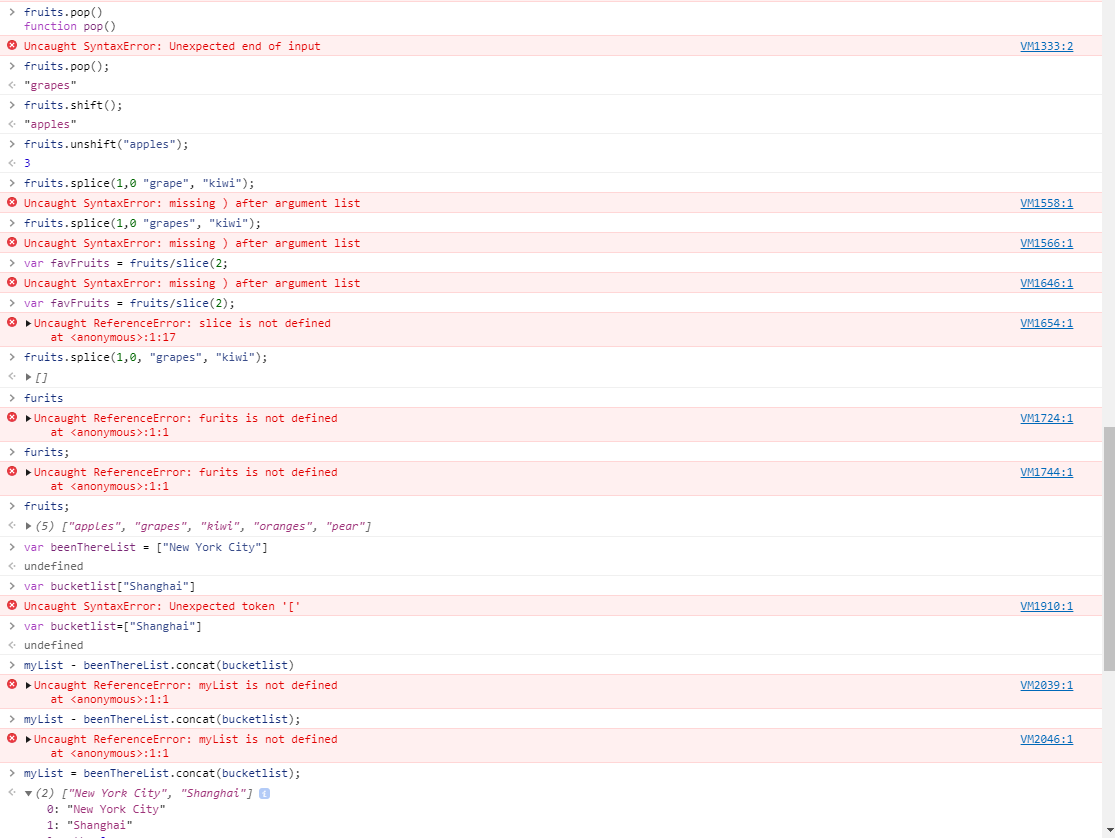 fruits.pop()
function pop()
Uncaught SyntaxError: Unexpected end of input VM1333:2
fruits.pop();
"grapes"
fruits.shift();
"apples"
fruits.unshift("apples");
3
fruits.splice(1,0 "grape", "kiwi");
Uncaught SyntaxError: missing ) after argument list VM1558:1
fruits.splice(1,0 "grapes", "kiwi");
Uncaught SyntaxError: missing ) after argument list VM1566:1
var favFruits = fruits/slice(2;
Uncaught SyntaxError: missing ) after argument list VM1646:1
var favFruits = fruits/slice(2);
Uncaught ReferenceError: slice is not defined VM1654:1
at <anonymous>:1:17
fruits.splice(1,0, "grapes", "kiwi");
[]
furits
Uncaught ReferenceError: furits is not defined VM1724:1
at <anonymous>:1:1
furits;
Uncaught ReferenceError: furits is not defined VM1744:1
at <anonymous>:1:1
fruits;
(5) ["apples", "grapes", "kiwi", "oranges", "pear"]
var beenThereList = ["New York City"]
undefined
var bucketlist["Shanghai"]
Uncaught SyntaxError: Unexpected token '[' VM1910:1
var bucketlist=["Shanghai"]
undefined
myList - beenThereList.concat(bucketlist)
Uncaught ReferenceError: myList is not defined VM2039:1
at <anonymous>:1:1
myList - beenThereList.concat(bucketlist);
Uncaught ReferenceError: myList is not defined VM2046:1
at <anonymous>:1:1
myList = beenThereList.concat(bucketlist);
(2) ["New York City", "Shanghai"]
0: "New York City"
1: "Shanghai"